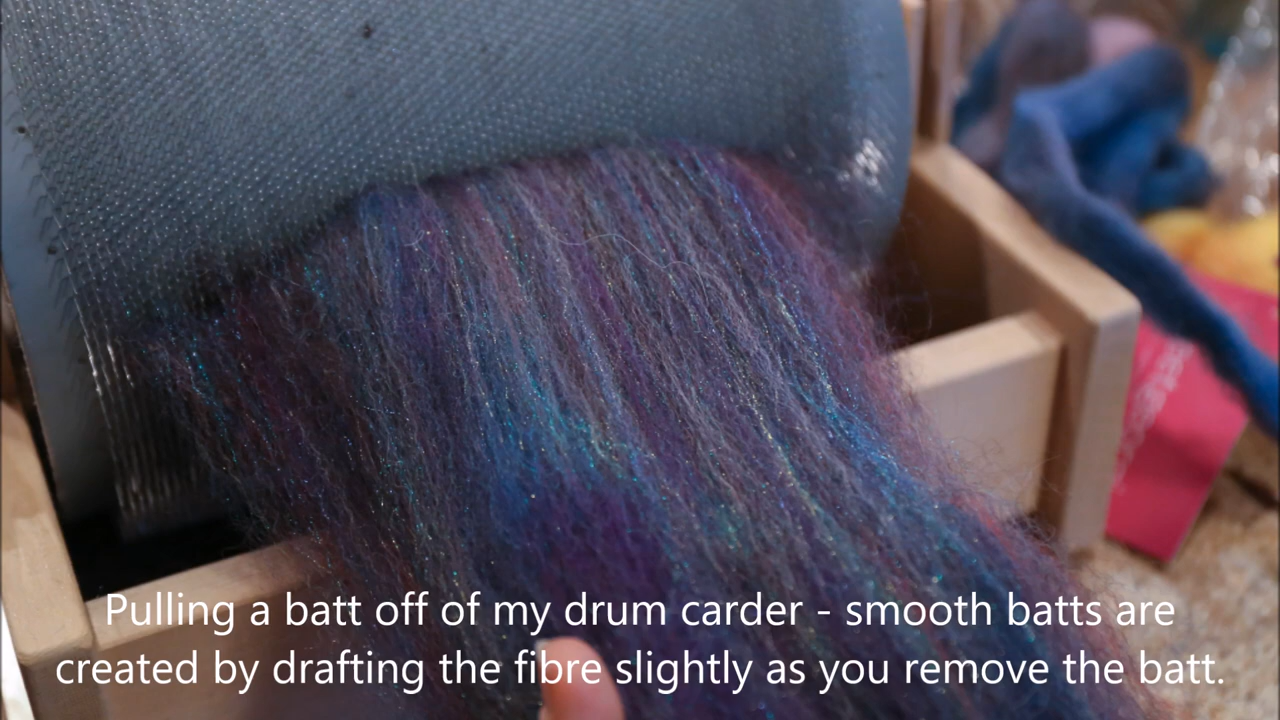 Pulling a batt off of my drum carder - smooth batts are
created by drafting the fibre slightly as you remove the batt.